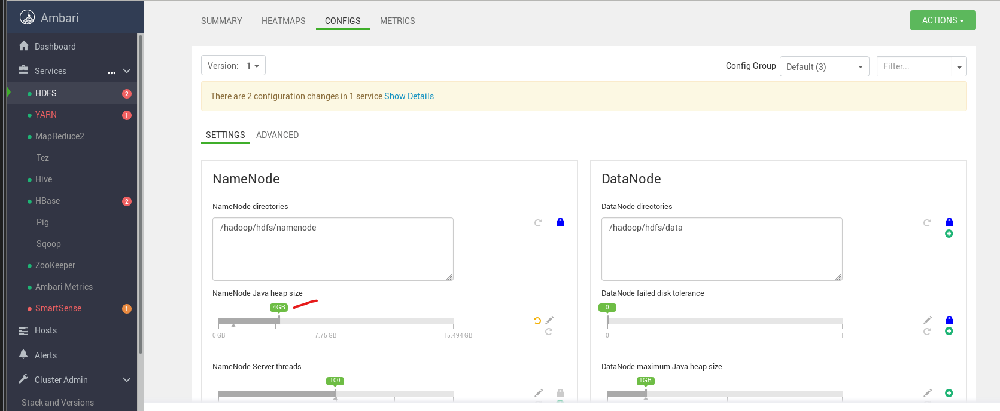 Ambari
SUMMARY HEATMAPS CONFIGS METRICS
ACTIONS
Dashboard
Services ...
HDFS 2
YARN 1
MapReduce2
Tez
Hive
HBase 2
Pig
Sqoop
ZooKeeper
Ambari Metrics
SmartSense 1
Hosts
Alerts
Cluster Admin
Stack and Versions
Version: 1
Config Group Default (3) Filter...
There are 2 configuration changes in 1 service Show Details
SETTINGS ADVANCED
NameNode
NameNode directories
/hadoop/hdfs/namenode
NameNode Java heap size
4GB
0 GB 7.75 GB 15.494 GB
NameNode Server threads
100
DataNode
DataNode directories
/hadoop/hdfs/data
DataNode failed disk tolerance
0
0 1
DataNode maximum Java heap size
1GB